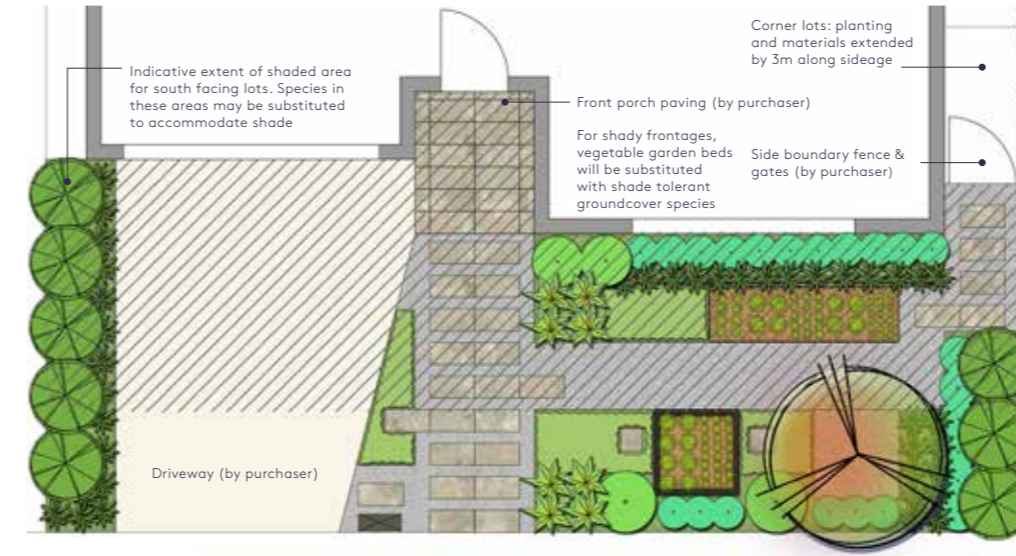 Indicative extent of shaded area
for south facing lots. Species in
these areas may be substituted
to accommodate shade
Front porch paving (by purchaser)
For shady frontages,
vegetable garden beds
will be substituted
with shade tolerant
groundcover species
Corner lots: planting
and materials extended
by 3m along sideage
Side boundary fence &
gates (by purchaser)
Driveway (by purchaser)